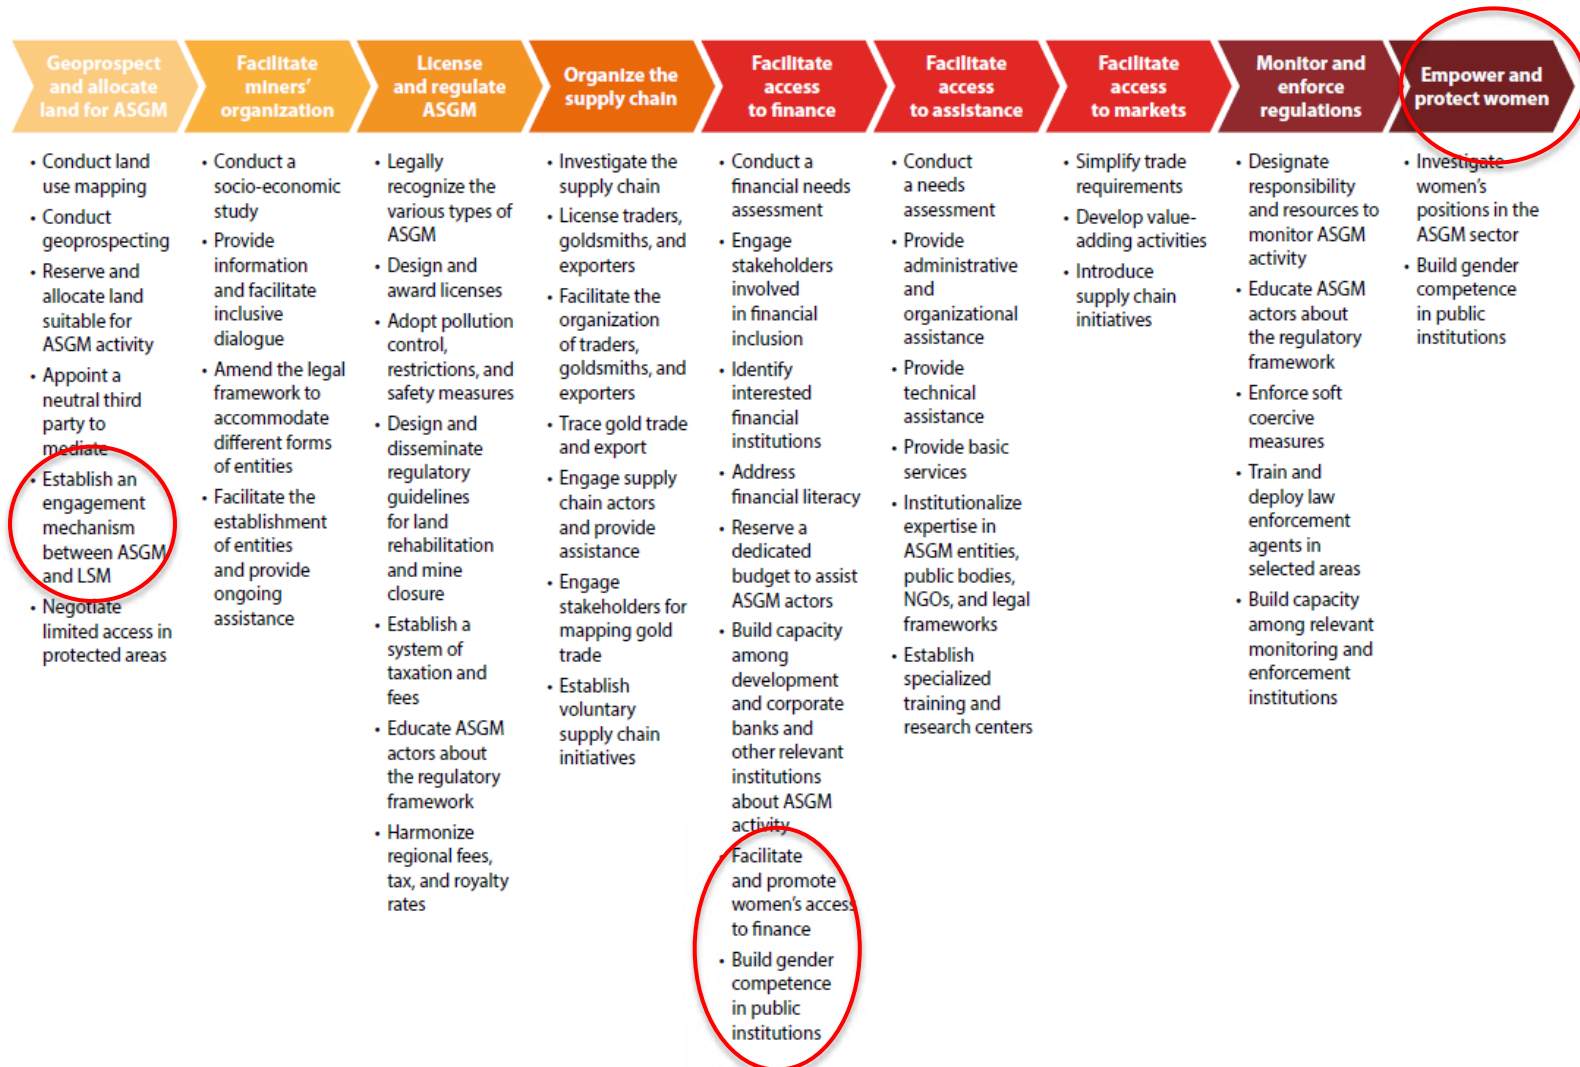 Geoprospect
and allocate
land for ASGM
Facilitate
miners'
organization
License
and regulate
ASGM
Organize the
supply chain
Facilitate
access
to finance
Facilitate
access
to assistance
Facilitate
access
to markets
Monitor and
enforce
regulations
Empower and
protect women
• Conduct land
use mapping
• Conduct
geoprospecting
• Reserve and
allocate land
suitable for
ASGM activity
• Appoint a
neutral third
party to
mediate
• Establish an
engagement
mechanism
between ASGM
and LSM
• Negotiate
limited access in
protected areas
• Conduct a
socio-economic
study
• Provide
information
and facilitate
inclusive
dialogue
• Amend the legal
framework to
accommodate
different forms
of entities
• Facilitate the
establishment
of entities
and provide
ongoing
assistance
• Legally
recognize the
various types of
ASGM
• Design and
award licenses
• Adopt pollution
control,
restrictions, and
safety measures
• Design and
disseminate
regulatory
guidelines
for land
rehabilitation
and mine
closure
• Establish a
system of
taxation and
fees
• Educate ASGM
actors about
the regulatory
framework
• Harmonize
regional fees,
tax, and royalty
rates
• Investigate the
supply chain
• License traders,
goldsmiths, and
exporters
• Facilitate the
organization
of traders,
goldsmiths, and
exporters
• Trace gold trade
and export
• Engage supply
chain actors
and provide
assistance
• Engage
stakeholders for
mapping gold
trade
• Establish
voluntary
supply chain
initiatives
• Conduct a
financial needs
assessment
• Engage
stakeholders
involved
in financial
inclusion
• Identify
interested
financial
institutions
• Address
financial literacy
• Reserve a
dedicated
budget to assist
ASGM actors
• Build capacity
among
development
and corporate
banks and
other relevant
institutions
about ASGM
activity
• Facilitate
and promote
women's access
to finance
• Build gender
competence
in public
institutions
• Conduct
a needs
assessment
• Provide
administrative
and
organizational
assistance
• Provide
technical
assistance
• Provide basic
services
• Institutionalize
expertise in
ASGM entities,
public bodies,
NGOs, and legal
frameworks
• Establish
specialized
training and
research centers
• Simplify trade
requirements
• Develop value-
adding activities
• Introduce
supply chain
initiatives
• Designate
responsibility
and resources to
monitor ASGM
activity
• Educate ASGM
actors about
the regulatory
framework
• Enforce soft
coercive
measures
• Train and
deploy law
enforcement
agents in
selected areas
• Build capacity
among relevant
monitoring and
enforcement
institutions
• Investigate
women's
positions in the
ASGM sector
• Build gender
competence
in public
institutions